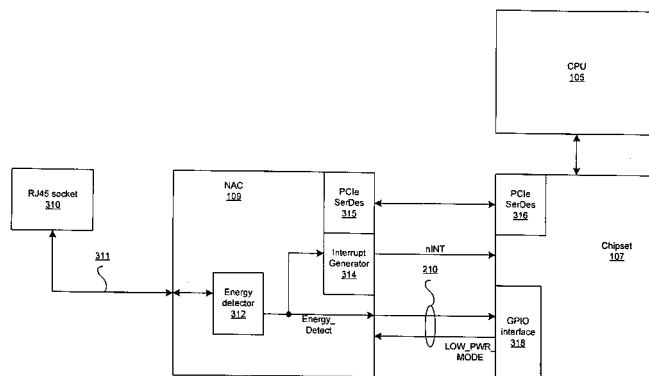 CPU
105
RJ45 socket
310
NAC
109
PCIe
SerDes
315
PCIe
SerDes
316
Chipset
107
311
Interrupt
Generator
314
nINT
210
Energy
detector
312
Energy_
Detect
GPIO
interface
318
LOW_PWR_
MODE